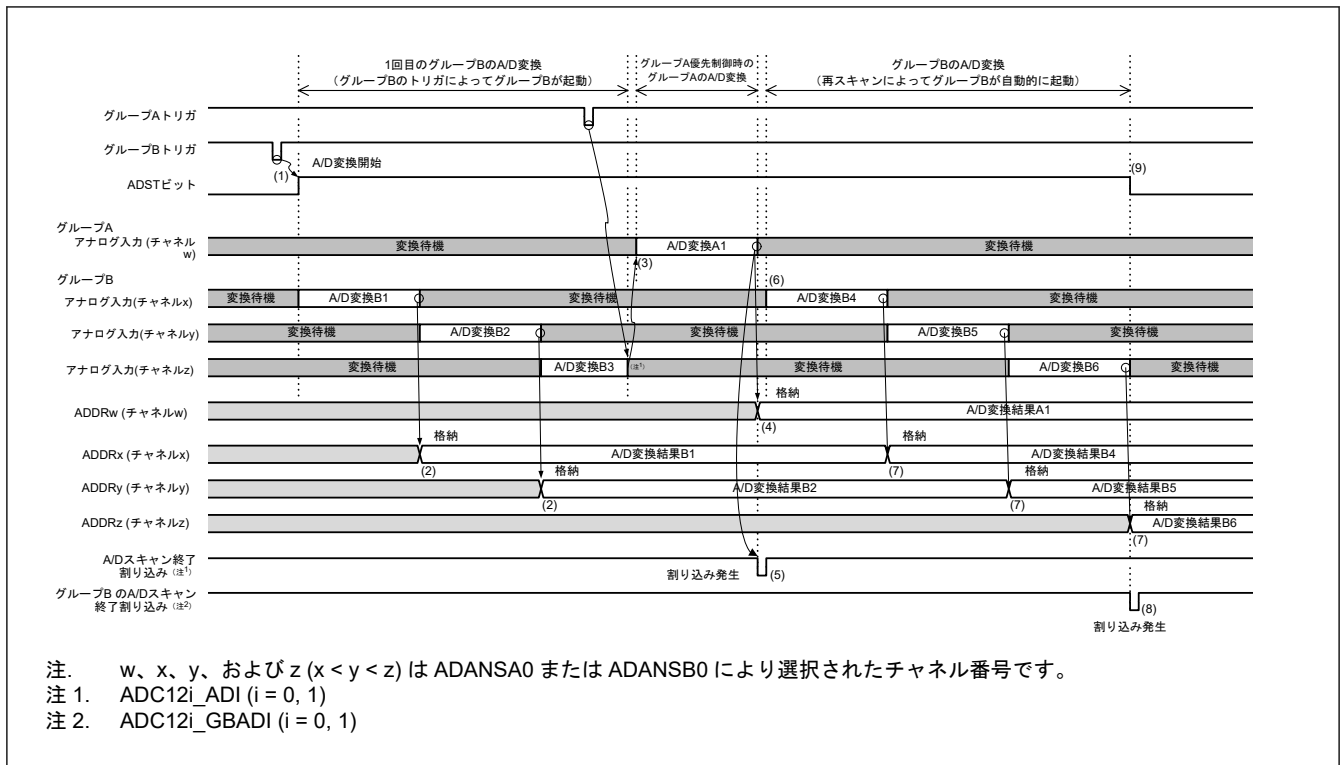 1回目のグループBのA/D変換
（グループBのトリガによってグループBが起動）
グループA優先制御時の
グループAのA/D変換
グループBのA/D変換
（再スキャンによってグループBが自動的に起動）
グループAトリガ
グループBトリガ
(1)
A/D変換開始
ADSTビット
(9)
グループA
アナログ入力 (チャネル
w)
変換待機
A/D変換A1
変換待機
(3)
グループB
(6)
アナログ入力(チャネルx)
変換待機
A/D変換B1
変換待機
A/D変換B4
変換待機
アナログ入力(チャネルy)
変換待機
A/D変換B2
変換待機
A/D変換B5
変換待機
アナログ入力(チャネルz)
変換待機
A/D変換B3
(注1)
変換待機
A/D変換B6
変換待機
格納
ADDRw (チャネルw)
A/D変換結果A1
(4)
格納
格納
ADDRx (チャネルx)
A/D変換結果B1
A/D変換結果B4
(2)
(7)
格納
格納
ADDRy (チャネルy)
A/D変換結果B2
A/D変換結果B5
(2)
(7)
格納
ADDRz (チャネルz)
A/D変換結果B6
(7)
A/Dスキャン終了
割り込み (注1)
割り込み発生
(5)
グループB のA/Dスキャン
終了割り込み (注2)
(8)
割り込み発生
注. w、x、y、および z (x < y < z) は ADANSA0 または ADANSB0 により選択されたチャネル番号です。
注 1. ADC12i_ADI (i = 0, 1)
注 2. ADC12i_GBADI (i = 0, 1)